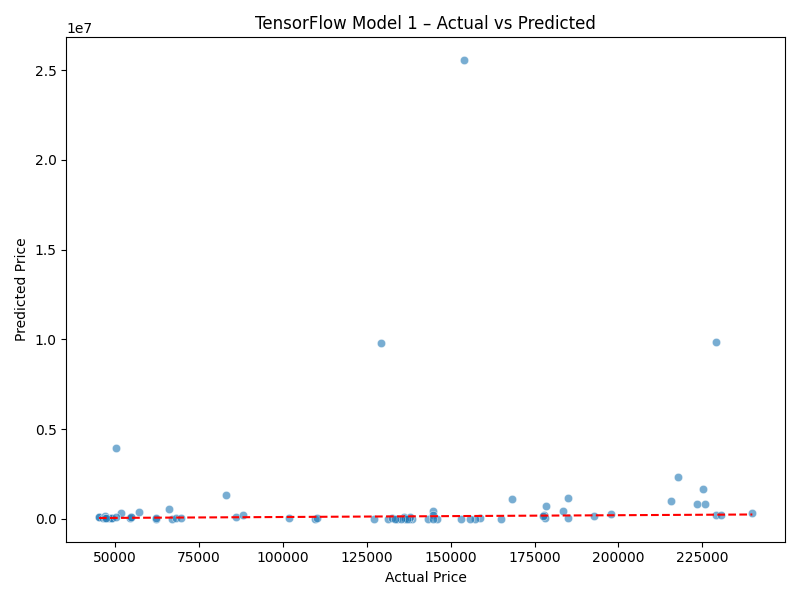 TensorFlow Model 1 – Actual vs Predicted
1e7
2.5
2.0
1.5
1.0
0.5
0.0
Predicted Price
50000 75000 100000 125000 150000 175000 200000 225000
Actual Price